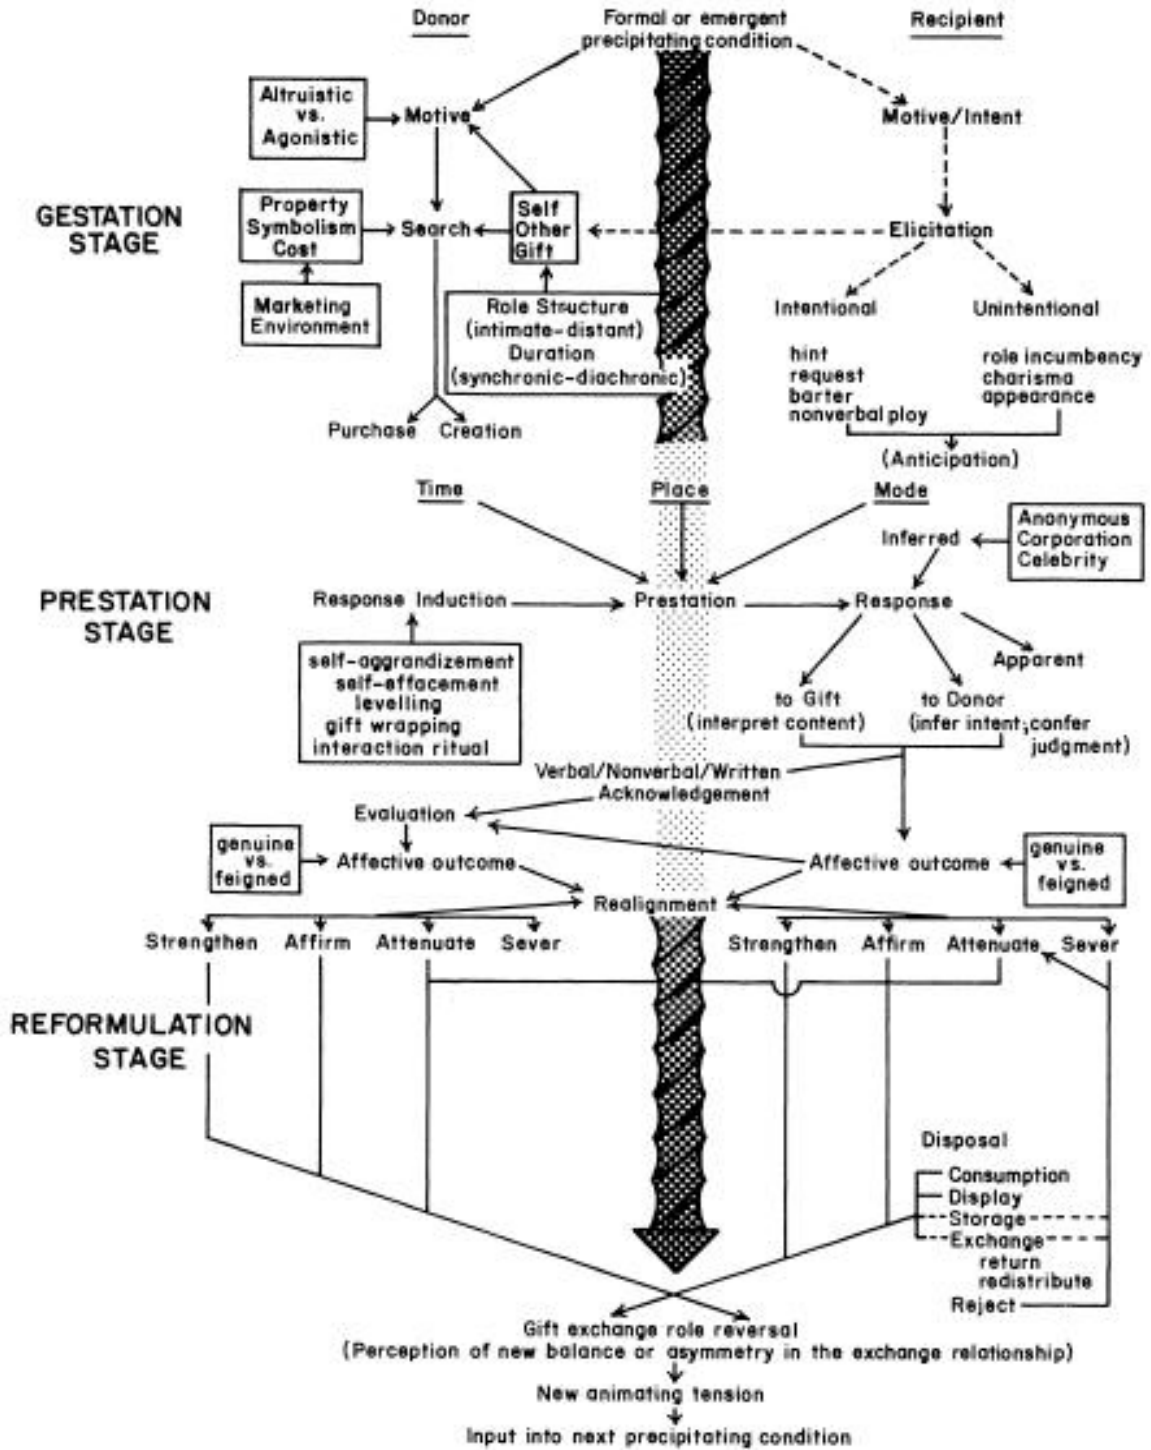 Donor
Formal or emergent
precipitating condition
Recipient
Altruistic
vs.
Agonistic
Motive
Motive/Intent
GESTATION
STAGE
Property
Symbolism
Cost
Search
Self
Other
Gift
Elicitation
Marketing
Environment
Role Structure
(intimate-distant)
Duration
(synchronic-diachronic)
Intentional
Unintentional
hint
request
barter
nonverbal ploy
role incumbency
charisma
appearance
Purchase
Creation
(Anticipation)
Time
Place
Mode
Inferred
Anonymous
Corporation
Celebrity
PRESTATION
STAGE
Response Induction
Prestation
Response
self-aggrandizement
self-effacement
levelling
gift wrapping
interaction ritual
Apparent
to Gift
(interpret content)
to Donor
(infer intent; confer
judgment)
Verbal/Nonverbal/Written
Acknowledgement
Evaluation
genuine
vs.
feigned
Affective outcome
Affective outcome
genuine
vs.
feigned
Realignment
Strengthen
Affirm
Attenuate
Sever
Strengthen
Affirm
Attenuate
Sever
REFORMULATION
STAGE
Disposal
Consumption
Display
Storage
Exchange
return
redistribute
Reject
Gift exchange role reversal
(Perception of new balance or asymmetry in the exchange relationship)
New animating tension
Input into next precipitating condition